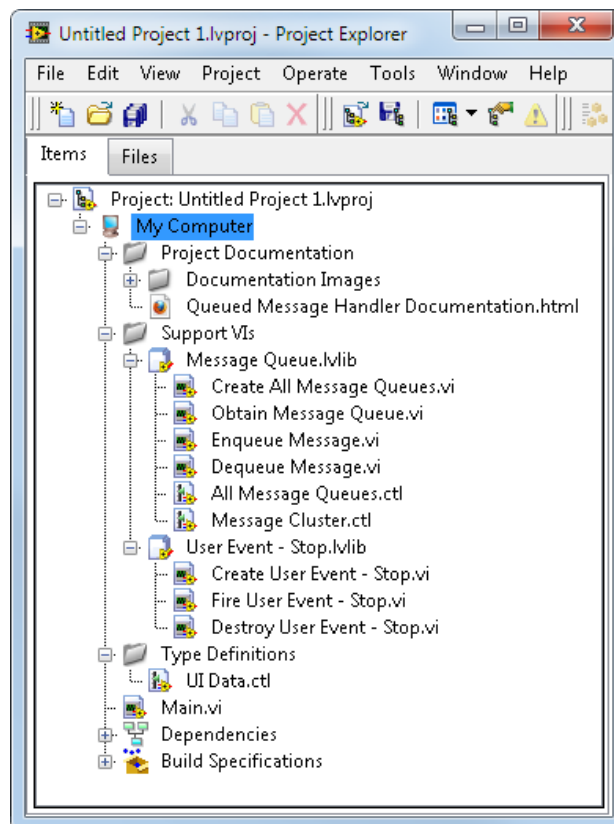 Untitled Project 1.lvproj - Project Explorer
File Edit View Project Operate Tools Window Help
Items Files
Project: Untitled Project 1.lvproj
My Computer
Project Documentation
Documentation Images
Queued Message Handler Documentation.html
Support VIs
Message Queue.lvlib
Create All Message Queues.vi
Obtain Message Queue.vi
Enqueue Message.vi
Dequeue Message.vi
All Message Queues.ctl
Message Cluster.ctl
User Event - Stop.lvlib
Create User Event - Stop.vi
Fire User Event - Stop.vi
Destroy User Event - Stop.vi
Type Definitions
UI Data.ctl
Main.vi
Dependencies
Build Specifications